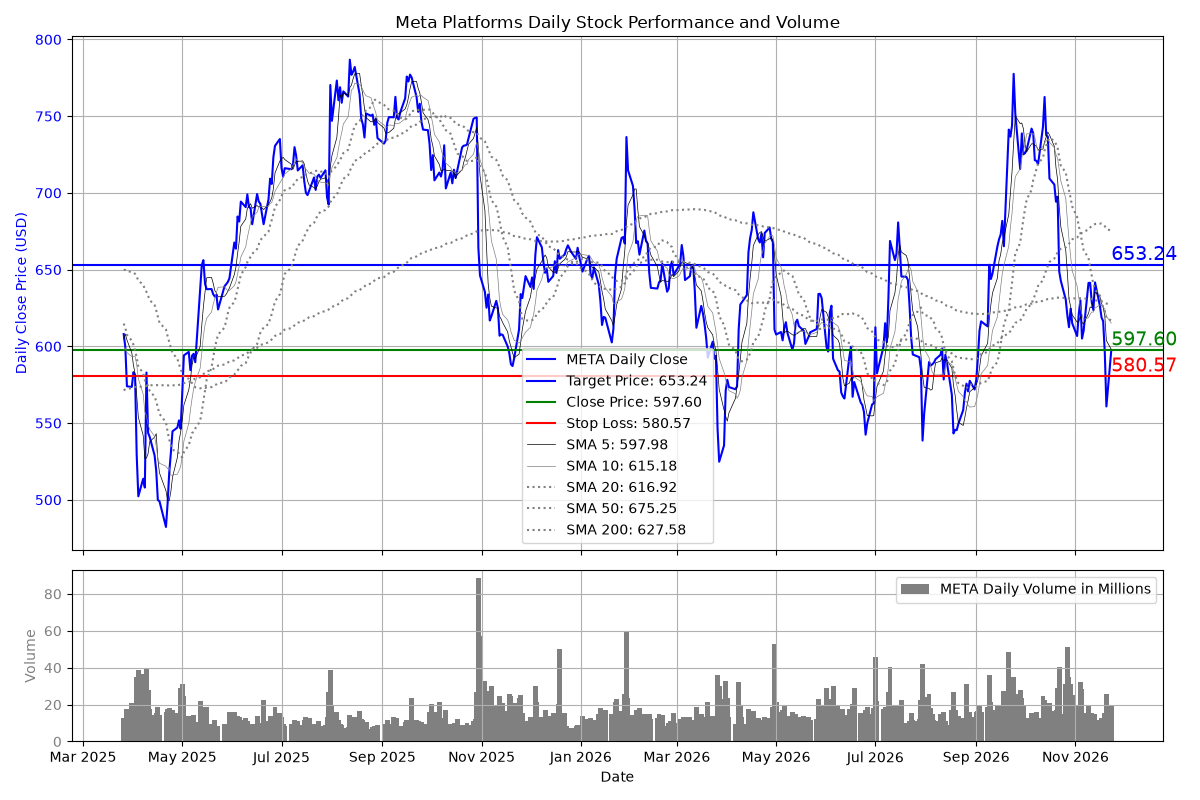 Meta Platforms Daily Stock Performance and Volume
800
750
700
650
600
550
500
Daily Close Price (USD)
653.24
597.60
580.57
META Daily Close
Target Price: 653.24
Close Price: 597.60
Stop Loss: 580.57
SMA 5: 597.98
SMA 10: 615.18
SMA 20: 616.92
SMA 50: 675.25
SMA 200: 627.58
META Daily Volume in Millions
80
60
40
20
0
Volume
Mar 2025 May 2025 Jul 2025 Sep 2025 Nov 2025 Jan 2026 Mar 2026 May 2026 Jul 2026 Sep 2026 Nov 2026
Date